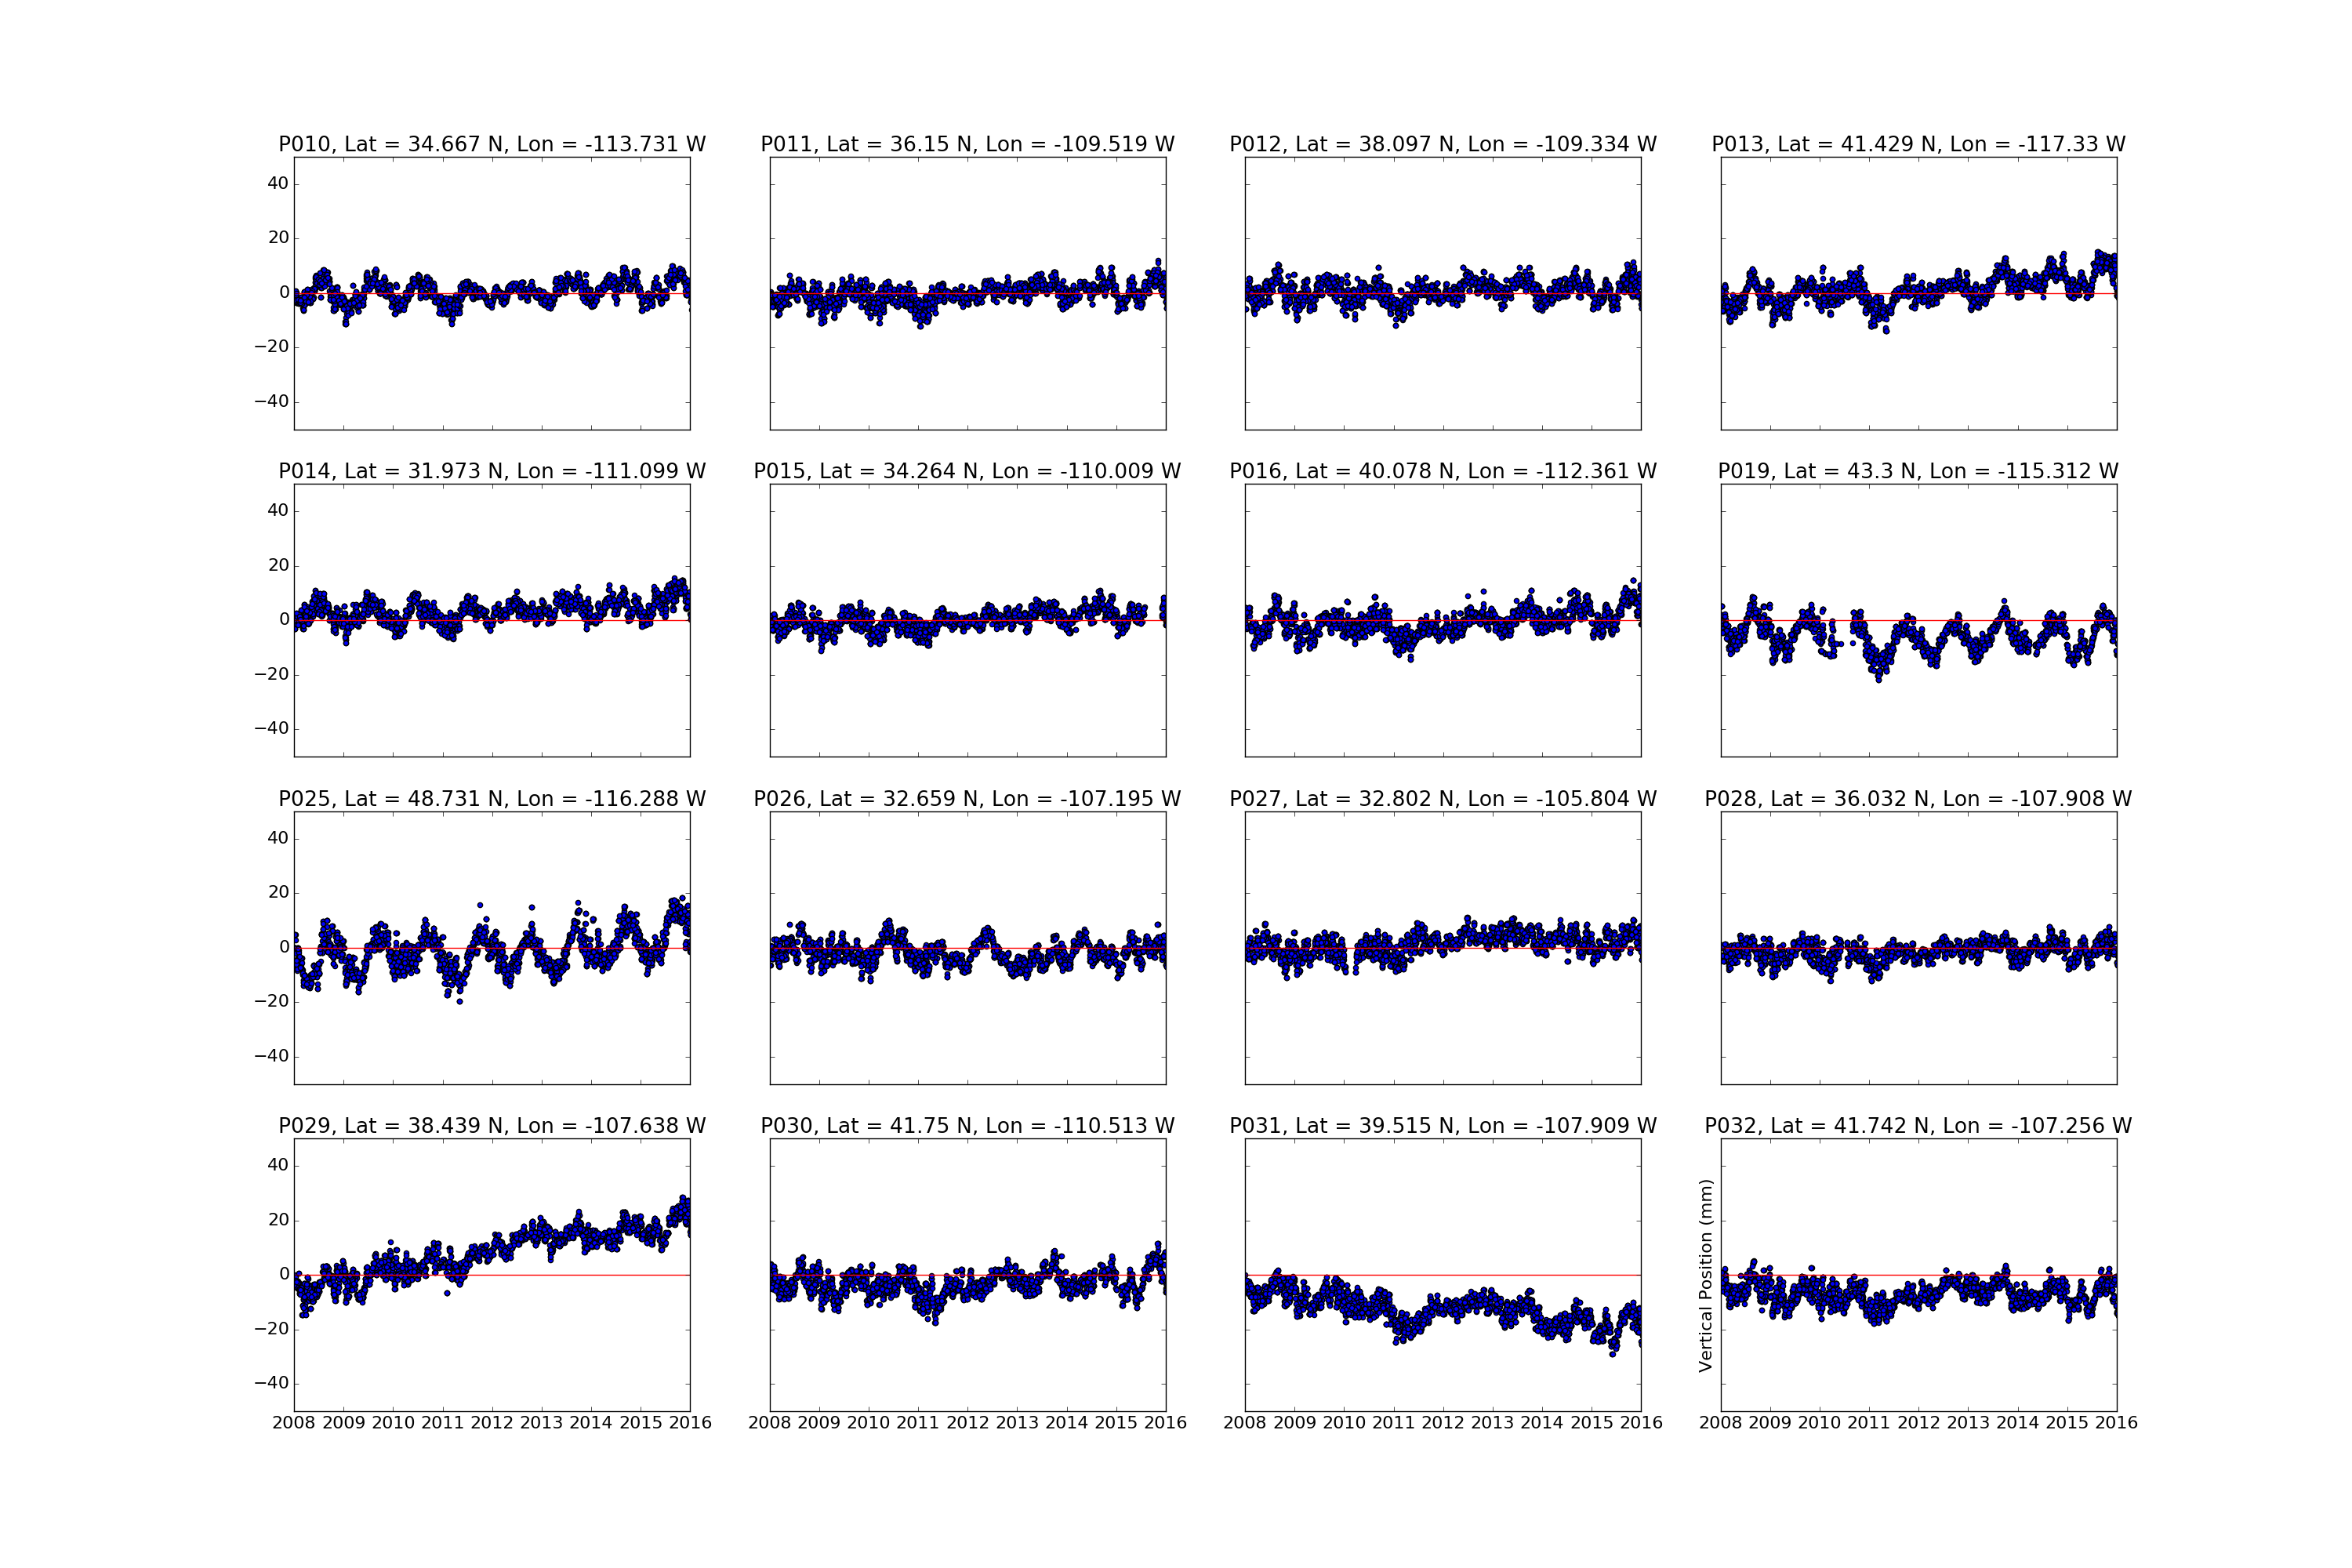 P010, Lat = 34.667 N, Lon = -113.731 W
P011, Lat = 36.15 N, Lon = -109.519 W
P012, Lat = 38.097 N, Lon = -109.334 W
P013, Lat = 41.429 N, Lon = -117.33 W
40
20
0
−20
−40
P014, Lat = 31.973 N, Lon = -111.099 W
P015, Lat = 34.264 N, Lon = -110.009 W
P016, Lat = 40.078 N, Lon = -112.361 W
P019, Lat = 43.3 N, Lon = -115.312 W
40
20
0
−20
−40
P025, Lat = 48.731 N, Lon = -116.288 W
P026, Lat = 32.659 N, Lon = -107.195 W
P027, Lat = 32.802 N, Lon = -105.804 W
P028, Lat = 36.032 N, Lon = -107.908 W
40
20
0
−20
−40
P029, Lat = 38.439 N, Lon = -107.638 W
P030, Lat = 41.75 N, Lon = -110.513 W
P031, Lat = 39.515 N, Lon = -107.909 W
P032, Lat = 41.742 N, Lon = -107.256 W
40
20
0
−20
−40
Vertical Position (mm)
2008 2009 2010 2011 2012 2013 2014 2015 2016
2008 2009 2010 2011 2012 2013 2014 2015 2016
2008 2009 2010 2011 2012 2013 2014 2015 2016
2008 2009 2010 2011 2012 2013 2014 2015 2016